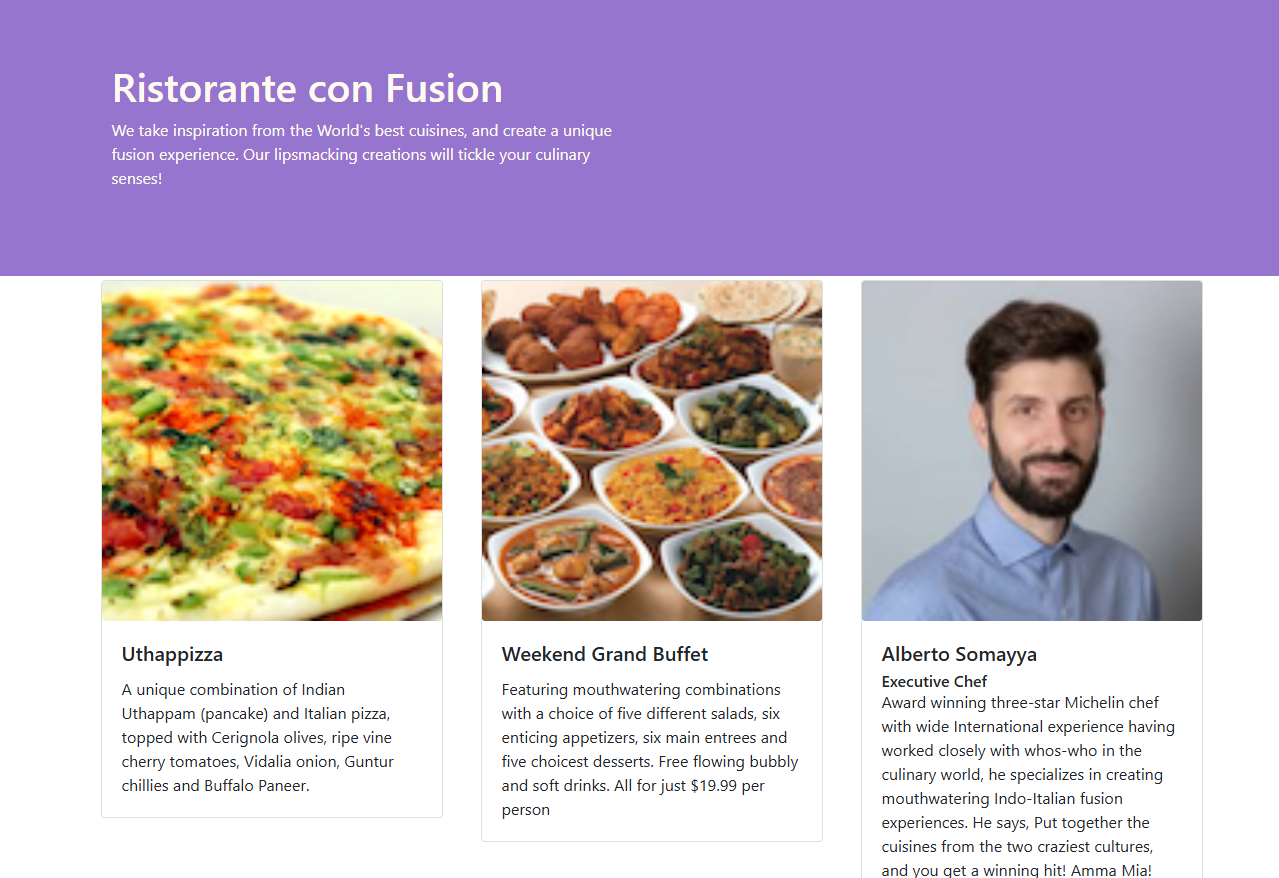 Ristorante con Fusion
We take inspiration from the World's best cuisines, and create a unique
fusion experience. Our lipsmacking creations will tickle your culinary
senses!
Uthappizza
A unique combination of Indian
Uthappam (pancake) and Italian pizza,
topped with Cerignola olives, ripe vine
cherry tomatoes, Vidalia onion, Guntur
chillies and Buffalo Paneer.
Weekend Grand Buffet
Featuring mouthwatering combinations
with a choice of five different salads, six
enticing appetizers, six main entrees and
five choicest desserts. Free flowing bubbly
and soft drinks. All for just $19.99 per
person
Alberto Somayya
Executive Chef
Award winning three-star Michelin chef
with wide International experience having
worked closely with whos-who in the
culinary world, he specializes in creating
mouthwatering Indo-Italian fusion
experiences. He says, Put together the
cuisines from the two craziest cultures,
and you get a winning hit! Amma Mia!